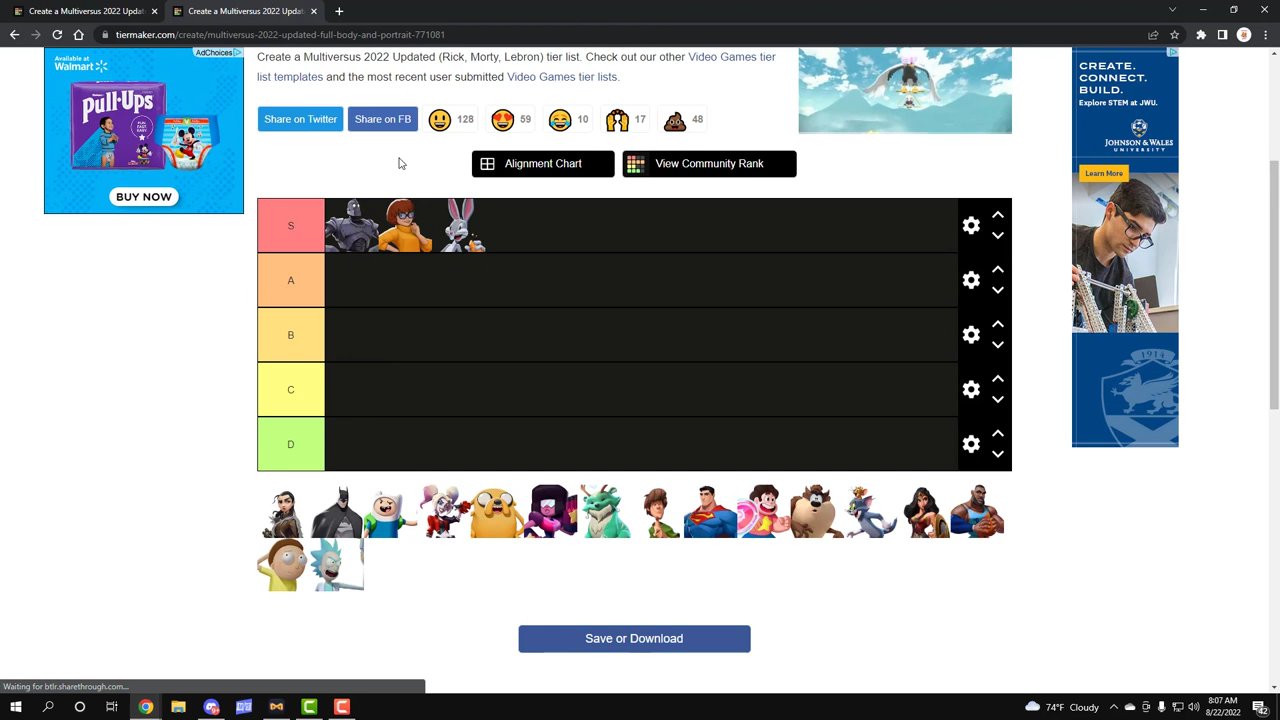 Create a Multiversus 2022 Updat
Create a Multiversus 2022 Updat
tiermaker.com/create/multiversus-2022-updated-full-body-and-portrait-771081
AdChoices
Available at
Walmart
PULL·UPS
BUY NOW
Create a Multiversus 2022 Updated (Rick, Morty, Lebron) tier list. Check out our other Video Games tier
list templates and the most recent user submitted Video Games tier lists.
Share on Twitter
Share on FB
128
59
10
17
48
Alignment Chart
View Community Rank
S
A
B
C
D
Save or Download
CREATE.
CONNECT.
BUILD.
Explore STEM at JWU.
JOHNSON & WALES
UNIVERSITY
Learn More
1914
Waiting for btlr.sharethrough.com...
74°F Cloudy
8:07 AM
8/22/2022
42